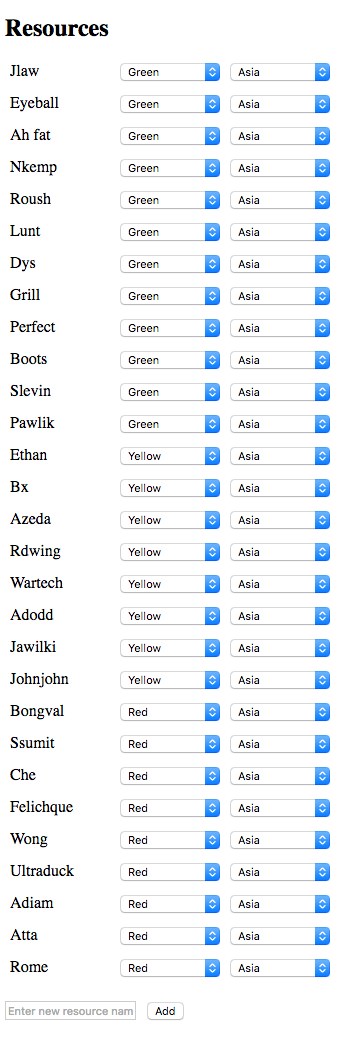 Resources
Jlaw Green Asia
Eyeball Green Asia
Ah fat Green Asia
Nkemp Green Asia
Roush Green Asia
Lunt Green Asia
Dys Green Asia
Grill Green Asia
Perfect Green Asia
Boots Green Asia
Slevin Green Asia
Pawlik Green Asia
Ethan Yellow Asia
Bx Yellow Asia
Azeda Yellow Asia
Rdwing Yellow Asia
Wartech Yellow Asia
Adodd Yellow Asia
Jawilki Yellow Asia
Johnjohn Yellow Asia
Bongval Red Asia
Ssumit Red Asia
Che Red Asia
Felichque Red Asia
Wong Red Asia
Ultraduck Red Asia
Adiam Red Asia
Atta Red Asia
Rome Red Asia
Enter new resource nam Add